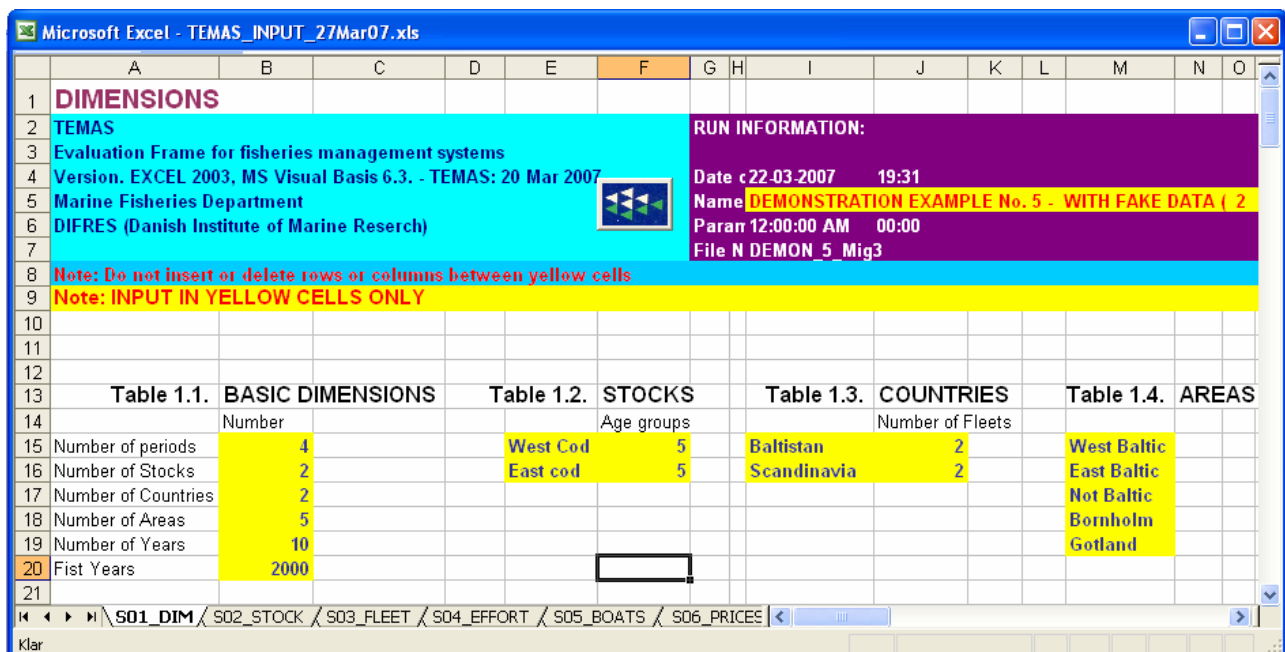 Microsoft Excel - TEMAS_INPUT_27Mar07.xls
A B C D E F G H I J K L M N O
1 DIMENSIONS
2 TEMAS RUN INFORMATION:
3 Evaluation Frame for fisheries management systems
4 Version. EXCEL 2003, MS Visual Basis 6.3. - TEMAS: 20 Mar 2007 Date c 22-03-2007 19:31
5 Marine Fisheries Department Name DEMONSTRATION EXAMPLE No. 5 - WITH FAKE DATA ( 2
6 DIFRES (Danish Institute of Marine Reserch) Param 12:00:00 AM 00:00
7 File N DEMON_5_Mig3
8 Note: Do not insert or delete rows or columns between yellow cells
9 Note: INPUT IN YELLOW CELLS ONLY
10
11
12
13 Table 1.1. BASIC DIMENSIONS Table 1.2. STOCKS Table 1.3. COUNTRIES Table 1.4. AREAS
14 Number Age groups Number of Fleets
15 Number of periods 4 West Cod 5 Baltistan 2 West Baltic
16 Number of Stocks 2 East cod 5 Scandinavia 2 East Baltic
17 Number of Countries 2 Not Baltic
18 Number of Areas 5 Bornholm
19 Number of Years 10 Gotland
20 Fist Years 2000
21
S01_DIM / S02_STOCK / S03_FLEET / S04_EFFORT / S05_BOATS / S06_PRICES
Klar